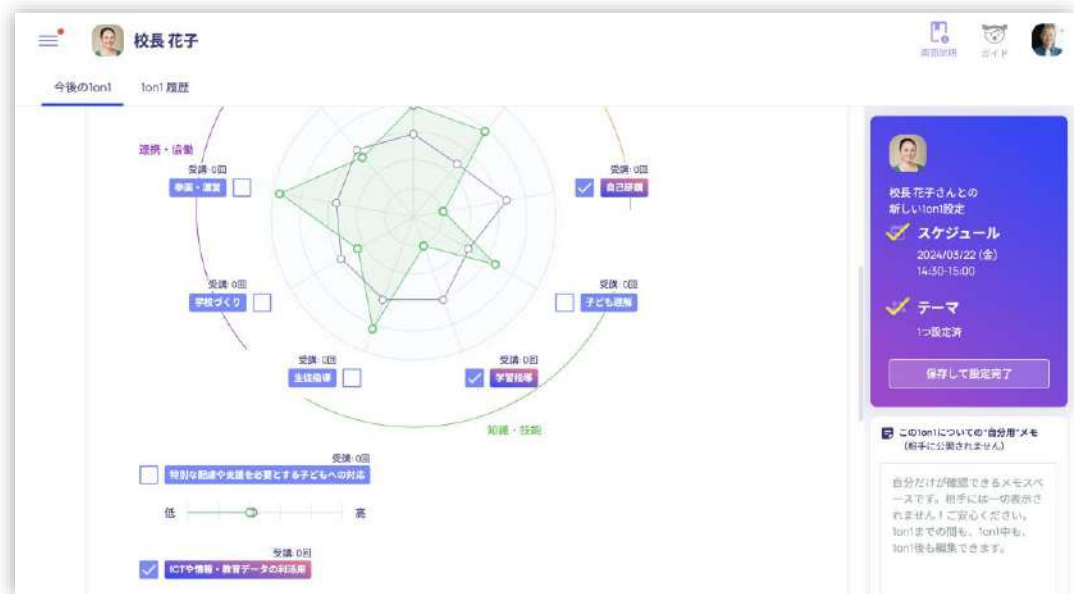 校長 花子
画面説明
ガイド
今後の1on1
1on1 履歴
連携・協働
受講:0回
参画・運営
受講:0回
自己研鑽
受講:0回
学校づくり
受講:0回
子ども理解
受講:0回
生徒指導
受講:0回
学習指導
知識・技能
受講:0回
特別な配慮や支援を必要とする子どもへの対応
低
高
受講:0回
ICTや情報・教育データの利活用
校長 花子さんとの
新しい1on1設定
スケジュール
2024/03/22 (金)
14:30-15:00
テーマ
1つ設定済
保存して設定完了
この1on1についての"自分用"メモ
(相手に公開されません)
自分だけが確認できるメモスペ
ースです。相手には一切表示さ
れません!ご安心ください。
1on1までの間も、1on1中も、
1on1後も編集できます。